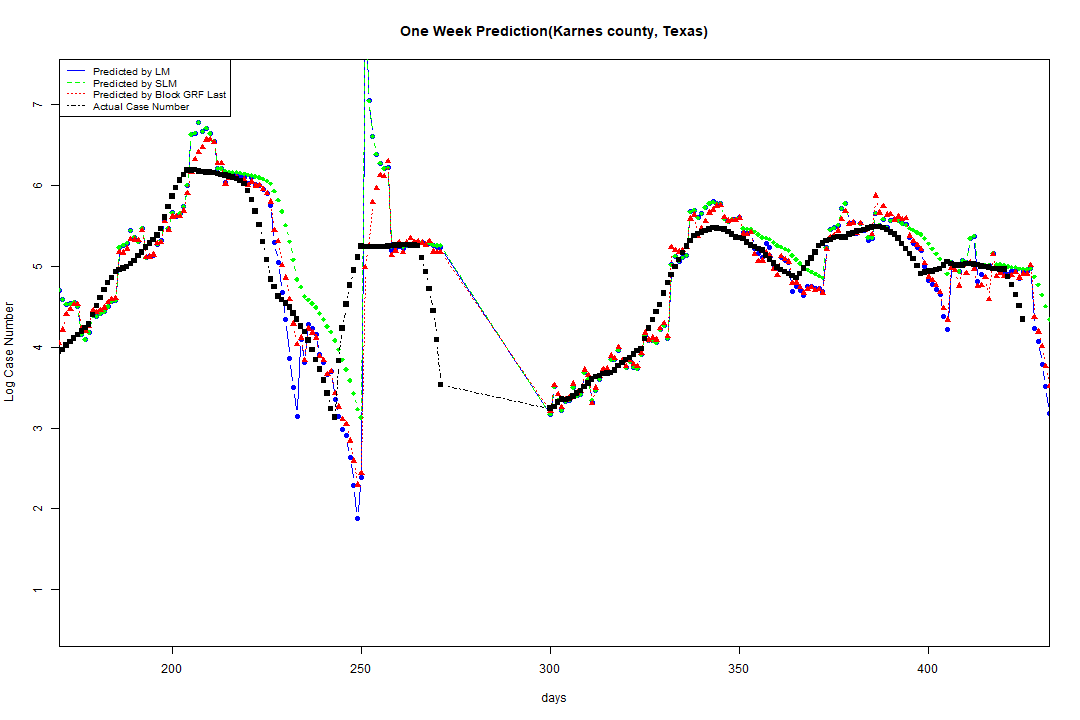 One Week Prediction(Karnes county, Texas)
Predicted by LM
Predicted by SLM
Predicted by Block GRF Last
Actual Case Number
7
6
5
4
3
2
1
Log Case Number
200 250 300 350 400
days